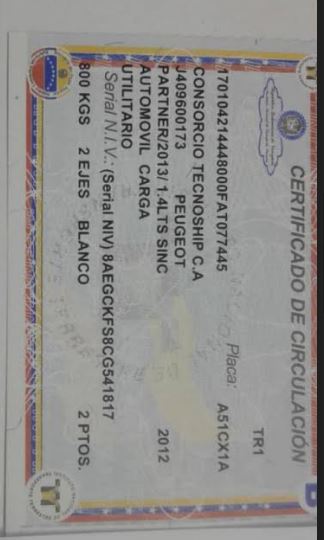 CERTIFICADO DE CIRCULACIÓN
TR1
170104214448000FAT077445 Placa: A51CX1A
CONSORCIO TECNOSHIP C.A
J409600173 PEUGEOT
PARTNER/2013/ 1.4LTS SINC 2012
AUTOMOVIL CARGA
UTILITARIO
Serial N.I.V.: (Serial NIV) 8AEGCKFS8CG541817
800 KGS 2 EJES BLANCO 2 PTOS.